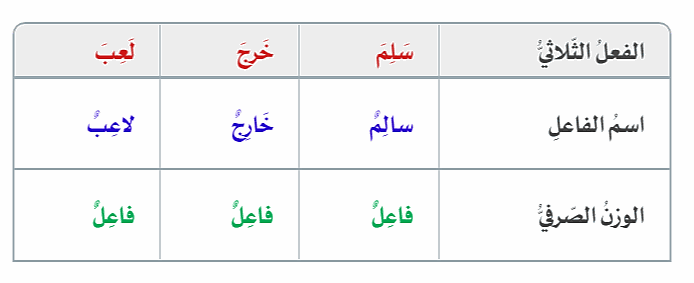 الفعلُ الثّلاثيُّ سَلِمَ خَرجَ لَعِبَ
اسمُ الفاعلِ سالِمٌ خَارِجٌ لاعِبٌ
الوزنُ الصّرفيُّ فاعِلٌ فاعِلٌ فاعِلٌ